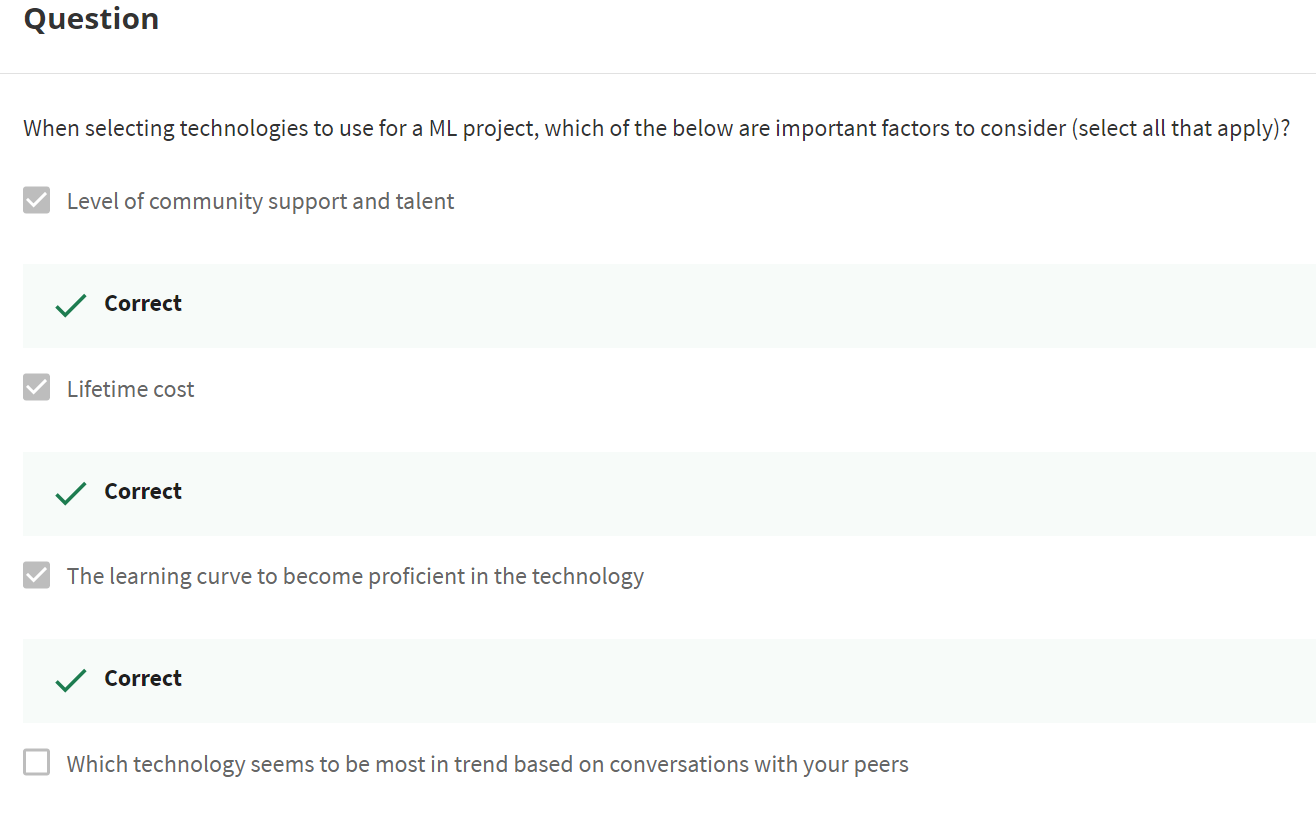 Question
When selecting technologies to use for a ML project, which of the below are important factors to consider (select all that apply)?
Level of community support and talent
Correct
Lifetime cost
Correct
The learning curve to become proficient in the technology
Correct
Which technology seems to be most in trend based on conversations with your peers